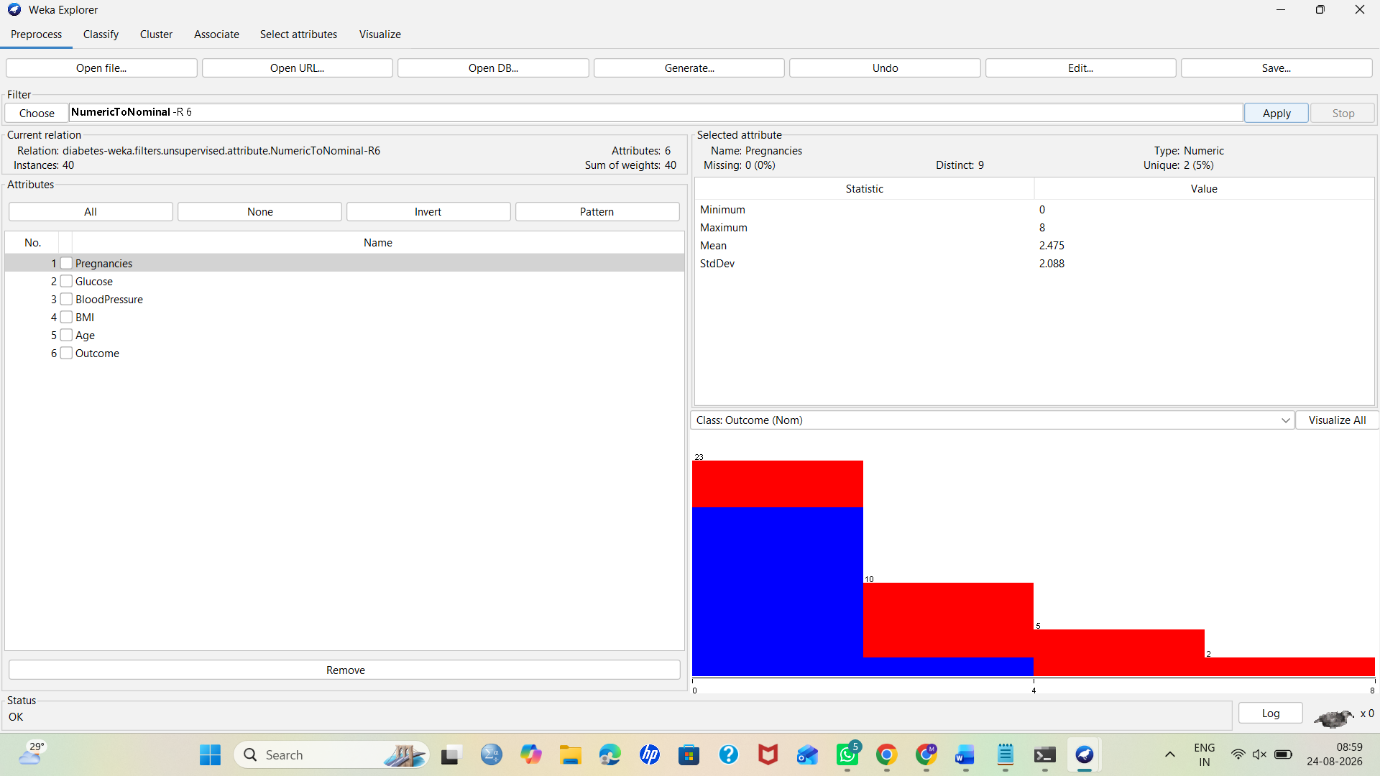 Weka Explorer
Preprocess Classify Cluster Associate Select attributes Visualize
Open file... Open URL... Open DB... Generate... Undo Edit... Save...
Filter
Choose NumericToNominal -R 6 Apply Stop
Current relation
Relation: diabetes-weka.filters.unsupervised.attribute.NumericToNominal-R6 Attributes: 6
Instances: 40 Sum of weights: 40
Attributes
All None Invert Pattern
No. Name
1 Pregnancies
2 Glucose
3 BloodPressure
4 BMI
5 Age
6 Outcome
Remove
Selected attribute
Name: Pregnancies Type: Numeric
Missing: 0 (0%) Distinct: 9 Unique: 2 (5%)
Statistic Value
Minimum 0
Maximum 8
Mean 2.475
StdDev 2.088
Class: Outcome (Nom) Visualize All
23
10
5
2
0 4 8
Status
OK
Log x 0
29°
Search
5
M
ENG
IN
08:59
24-08-2026